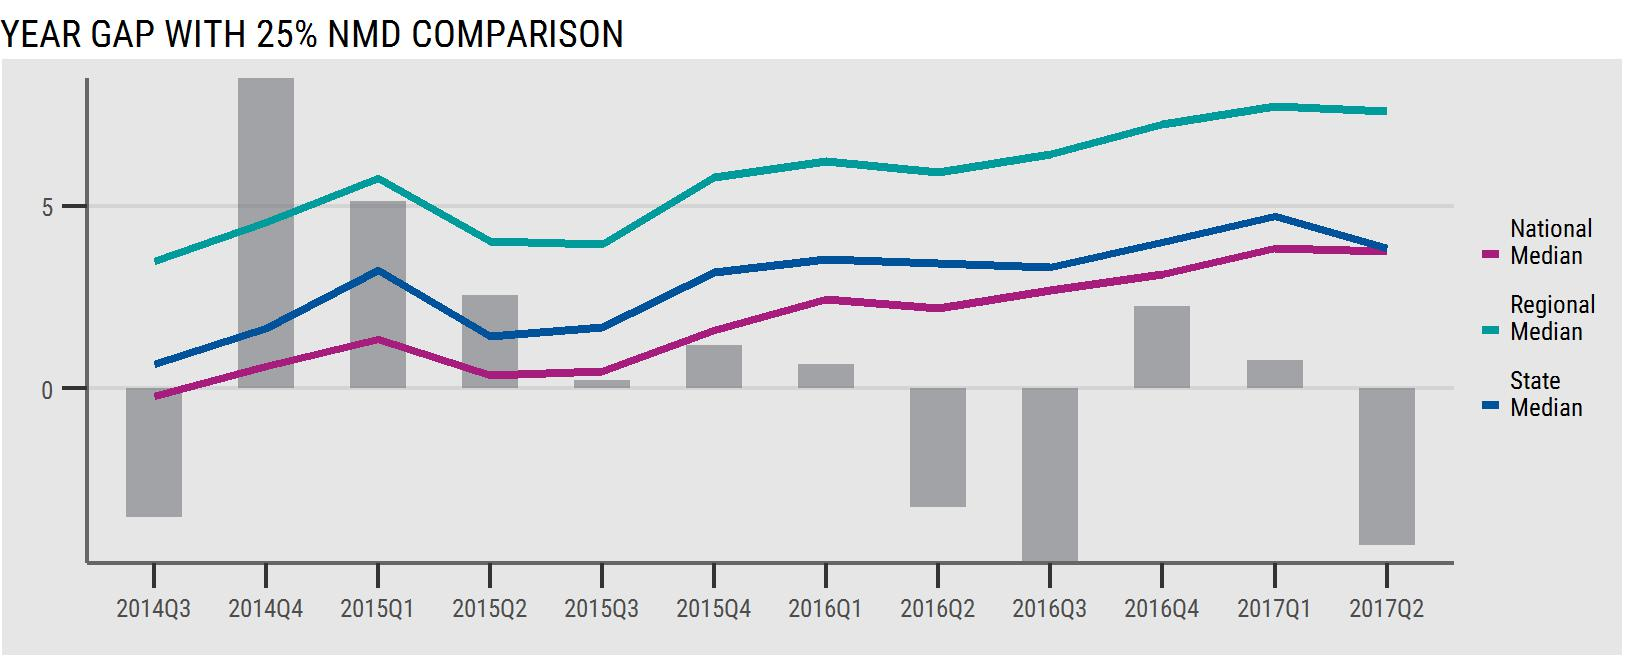 YEAR GAP WITH 25% NMD COMPARISON
5
0
National
Median
Regional
Median
State
Median
2014Q3 2014Q4 2015Q1 2015Q2 2015Q3 2015Q4 2016Q1 2016Q2 2016Q3 2016Q4 2017Q1 2017Q2